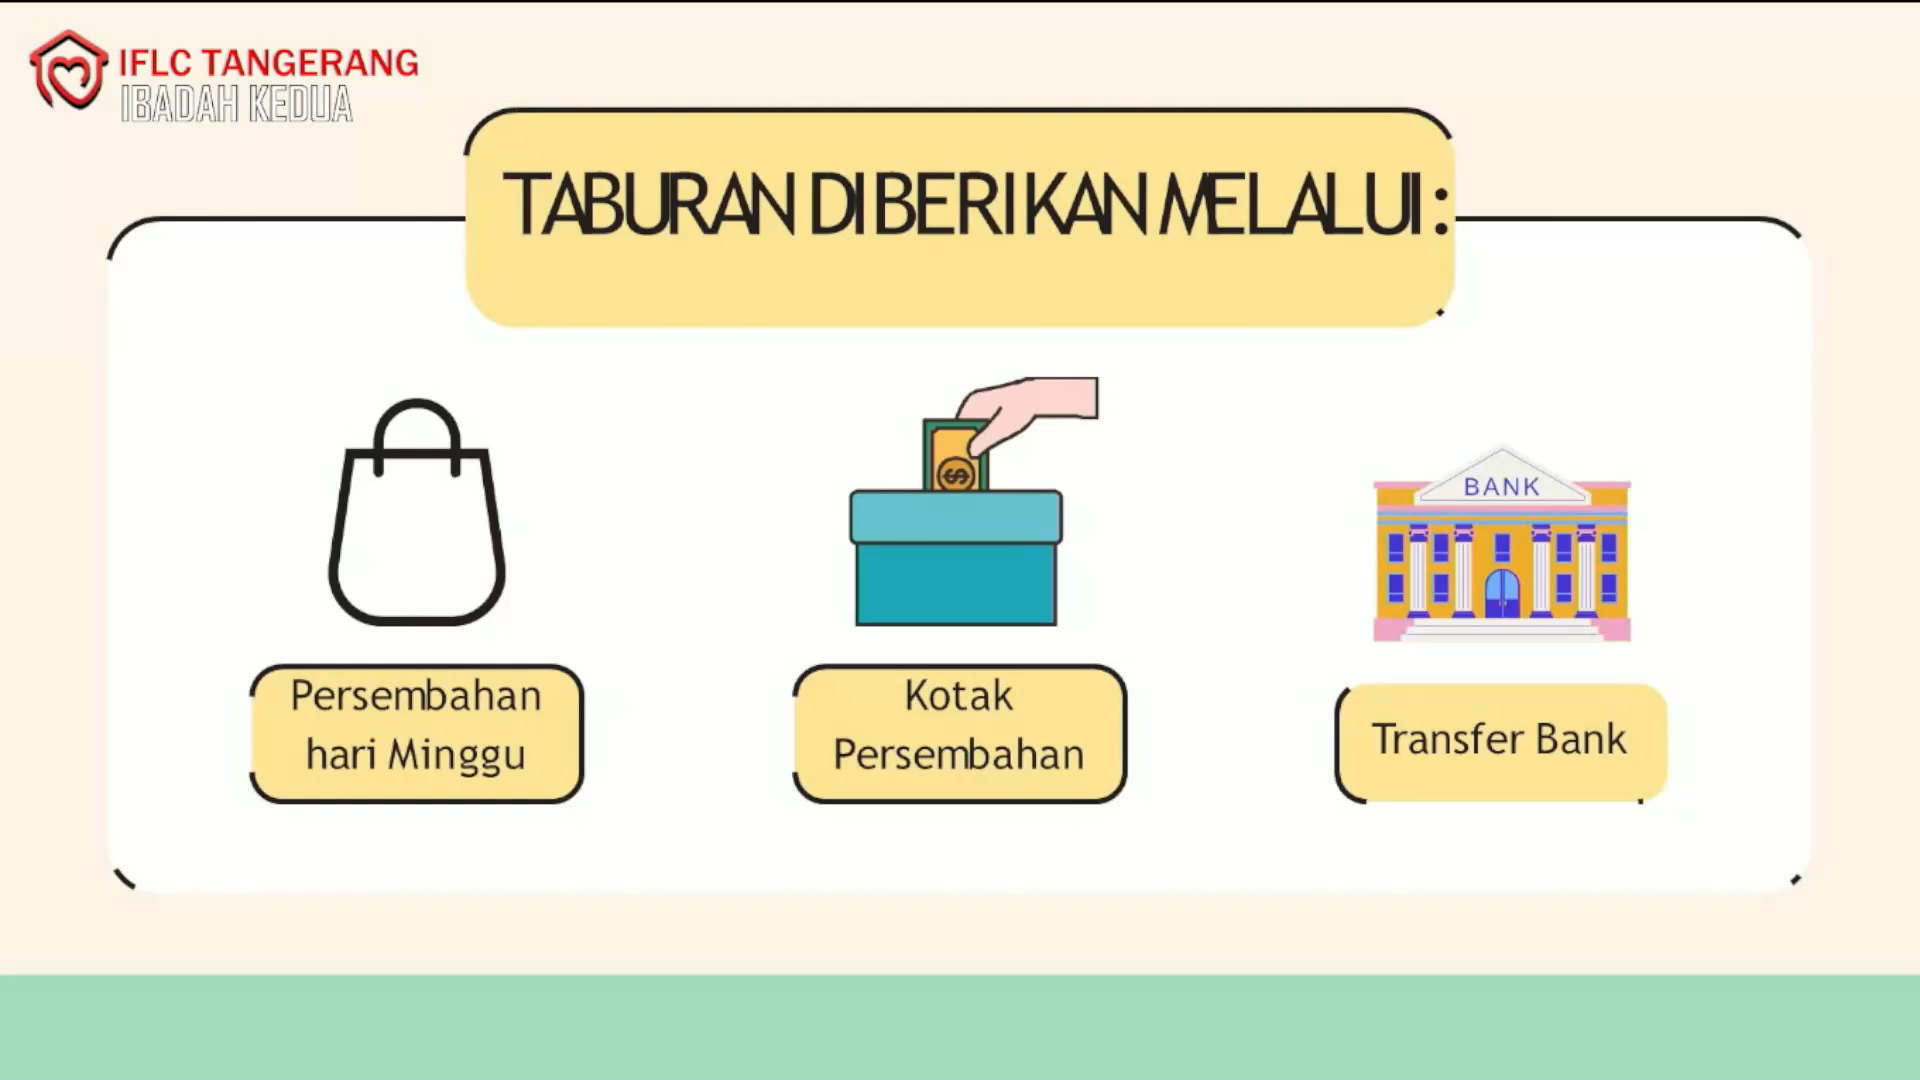 IFLC TANGERANG
IBADAH KEDUA
TABURAN DIBERIKAN MELALUI :
BANK
Persembahan
hari Minggu
Kotak
Persembahan
Transfer Bank